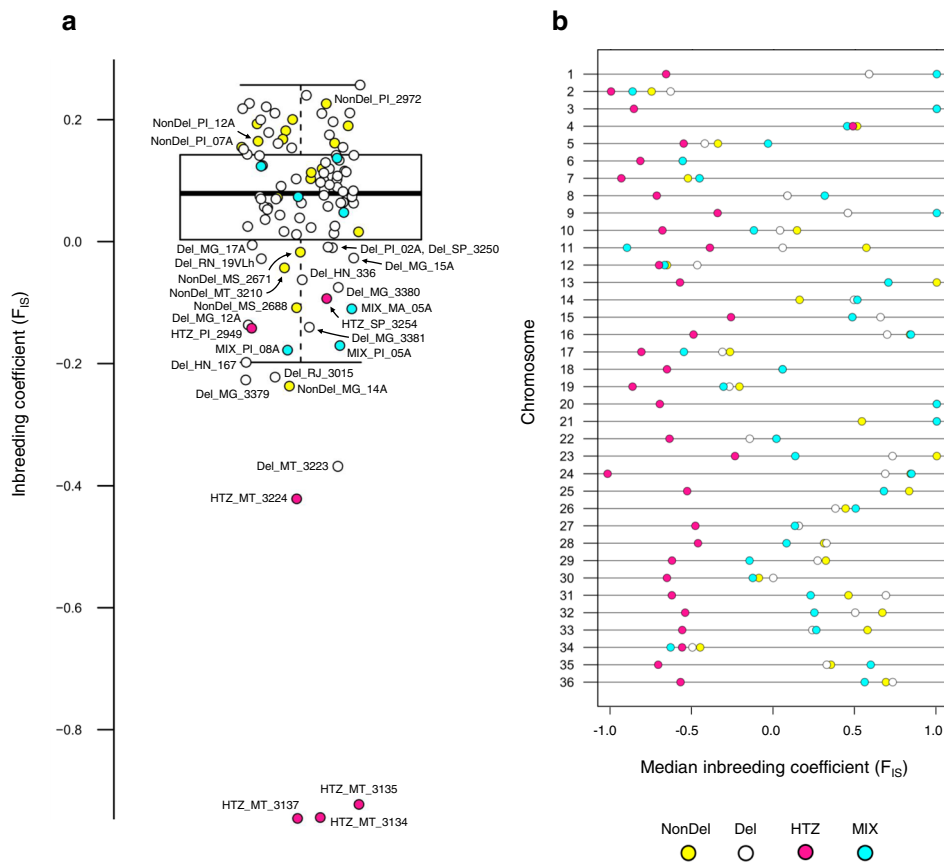 a
Inbreeding coefficient (FIS)
0.2
0.0
−0.2
−0.4
−0.6
−0.8
NonDel_PI_2972
NonDel_PI_12A
NonDel_PI_07A
Del_MG_17A
Del_PI_02A, Del_SP_3250
Del_RN_19VLh
Del_MG_15A
NonDel_MS_2671
Del_HN_336
NonDel_MT_3210
Del_MG_3380
NonDel_MS_2688
MIX_MA_05A
Del_MG_12A
HTZ_SP_3254
HTZ_PI_2949
Del_MG_3381
MIX_PI_08A
MIX_PI_05A
Del_HN_167
Del_RJ_3015
Del_MG_3379
NonDel_MG_14A
Del_MT_3223
HTZ_MT_3224
HTZ_MT_3135
HTZ_MT_3137
HTZ_MT_3134
b
Chromosome
1
2
3
4
5
6
7
8
9
10
11
12
13
14
15
16
17
18
19
20
21
22
23
24
25
26
27
28
29
30
31
32
33
34
35
36
-1.0 -0.5 0.0 0.5 1.0
Median inbreeding coefficient (FIS)
NonDel Del HTZ MIX